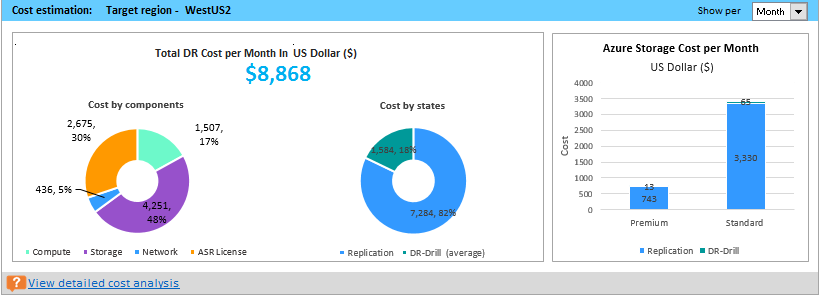 Cost estimation: Target region - WestUS2
Show per Month
Total DR Cost per Month In US Dollar ($)
$8,868
Cost by components
2,675,
30%
1,507,
17%
436, 5%
4,251,
48%
Compute Storage Network ASR License
Cost by states
1,584, 18%
7,284, 82%
Replication DR-Drill (average)
Azure Storage Cost per Month
US Dollar ($)
Cost
4000
3500
3000
2500
2000
1500
1000
500
0
13
743
65
3,330
Premium Standard
Replication DR-Drill
? View detailed cost analysis